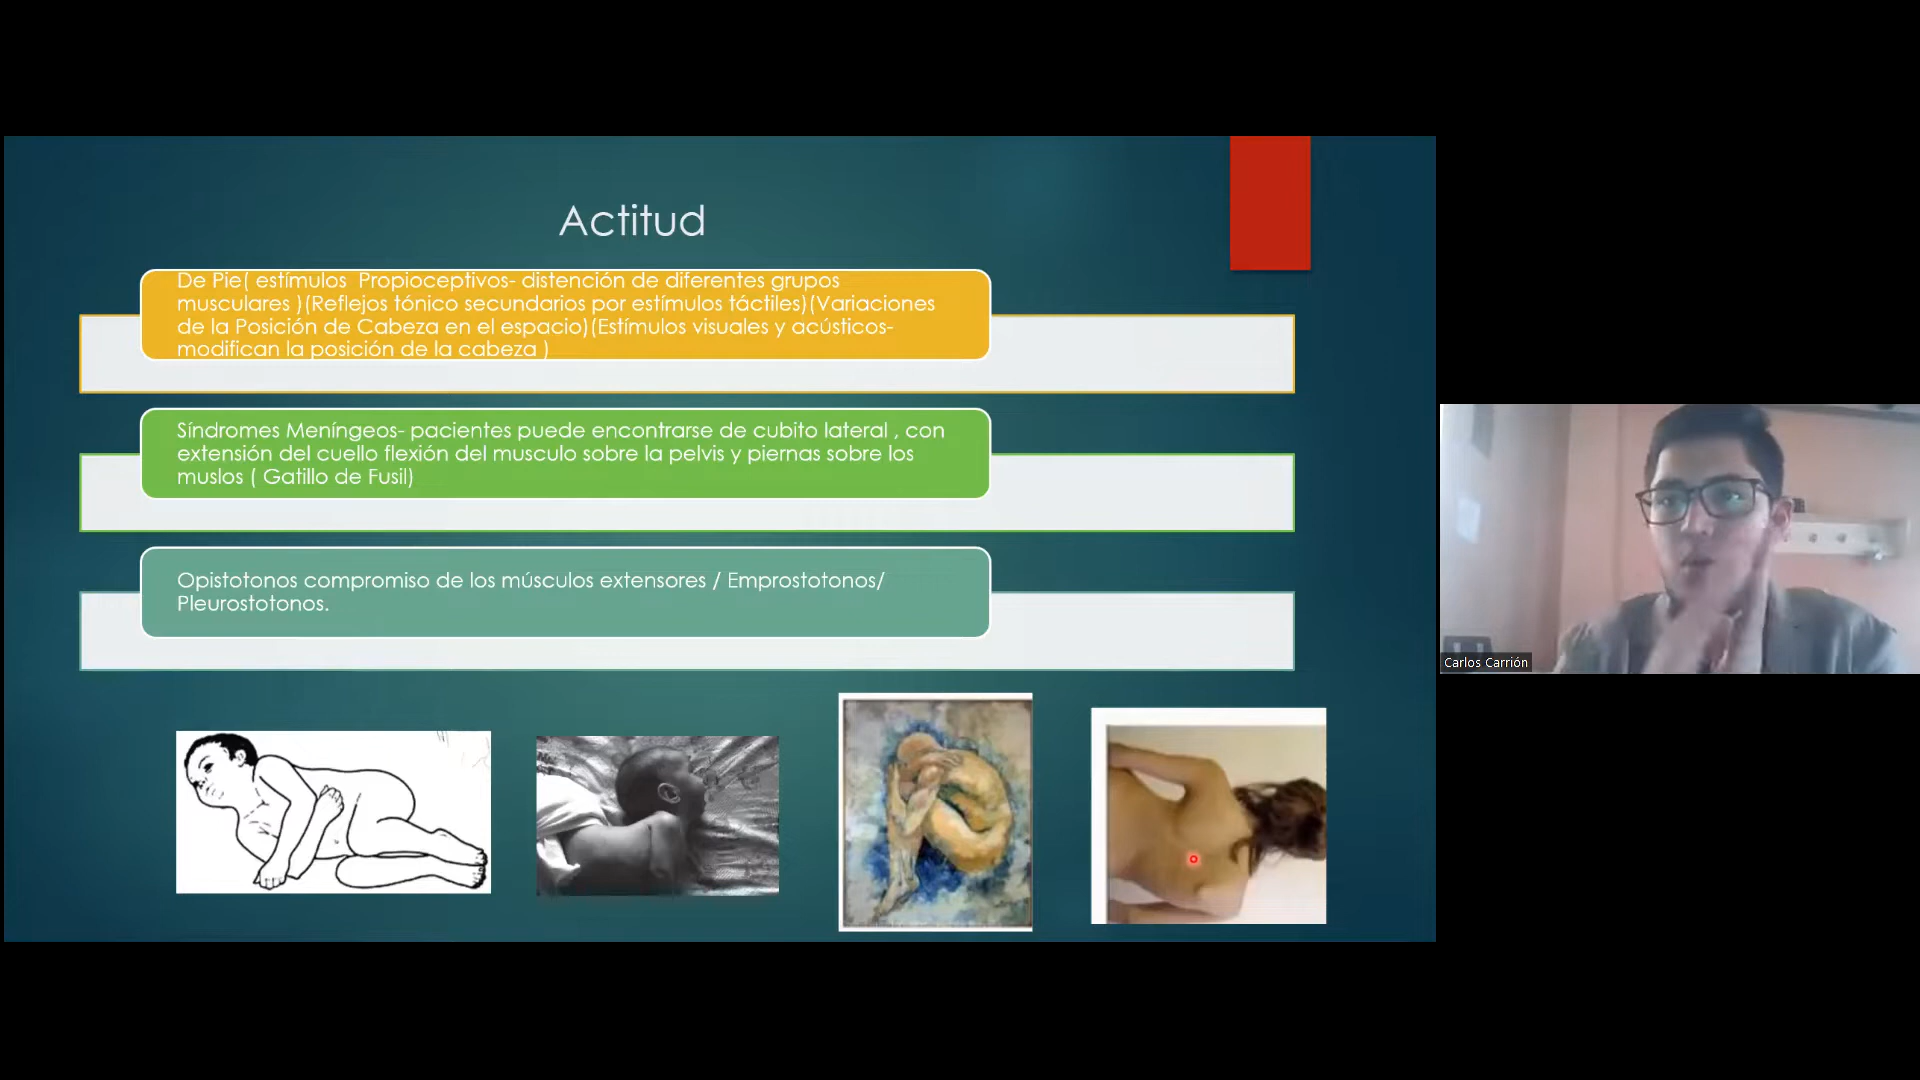 Actitud
De Pie( estímulos  Propioceptivos- distención de diferentes grupos
musculares )(Reflejos tónico secundarios por estímulos táctiles)(Variaciones
de la Posición de Cabeza en el espacio)(Estímulos visuales y acústicos-
modifican la posición de la cabeza )
Síndromes Meníngeos- pacientes puede encontrarse de cubito lateral , con
extensión del cuello flexión del musculo sobre la pelvis y piernas sobre los
muslos ( Gatillo de Fusil)
Opistotonos compromiso de los músculos extensores / Emprostotonos/
Pleurostotonos.
Carlos Carrión